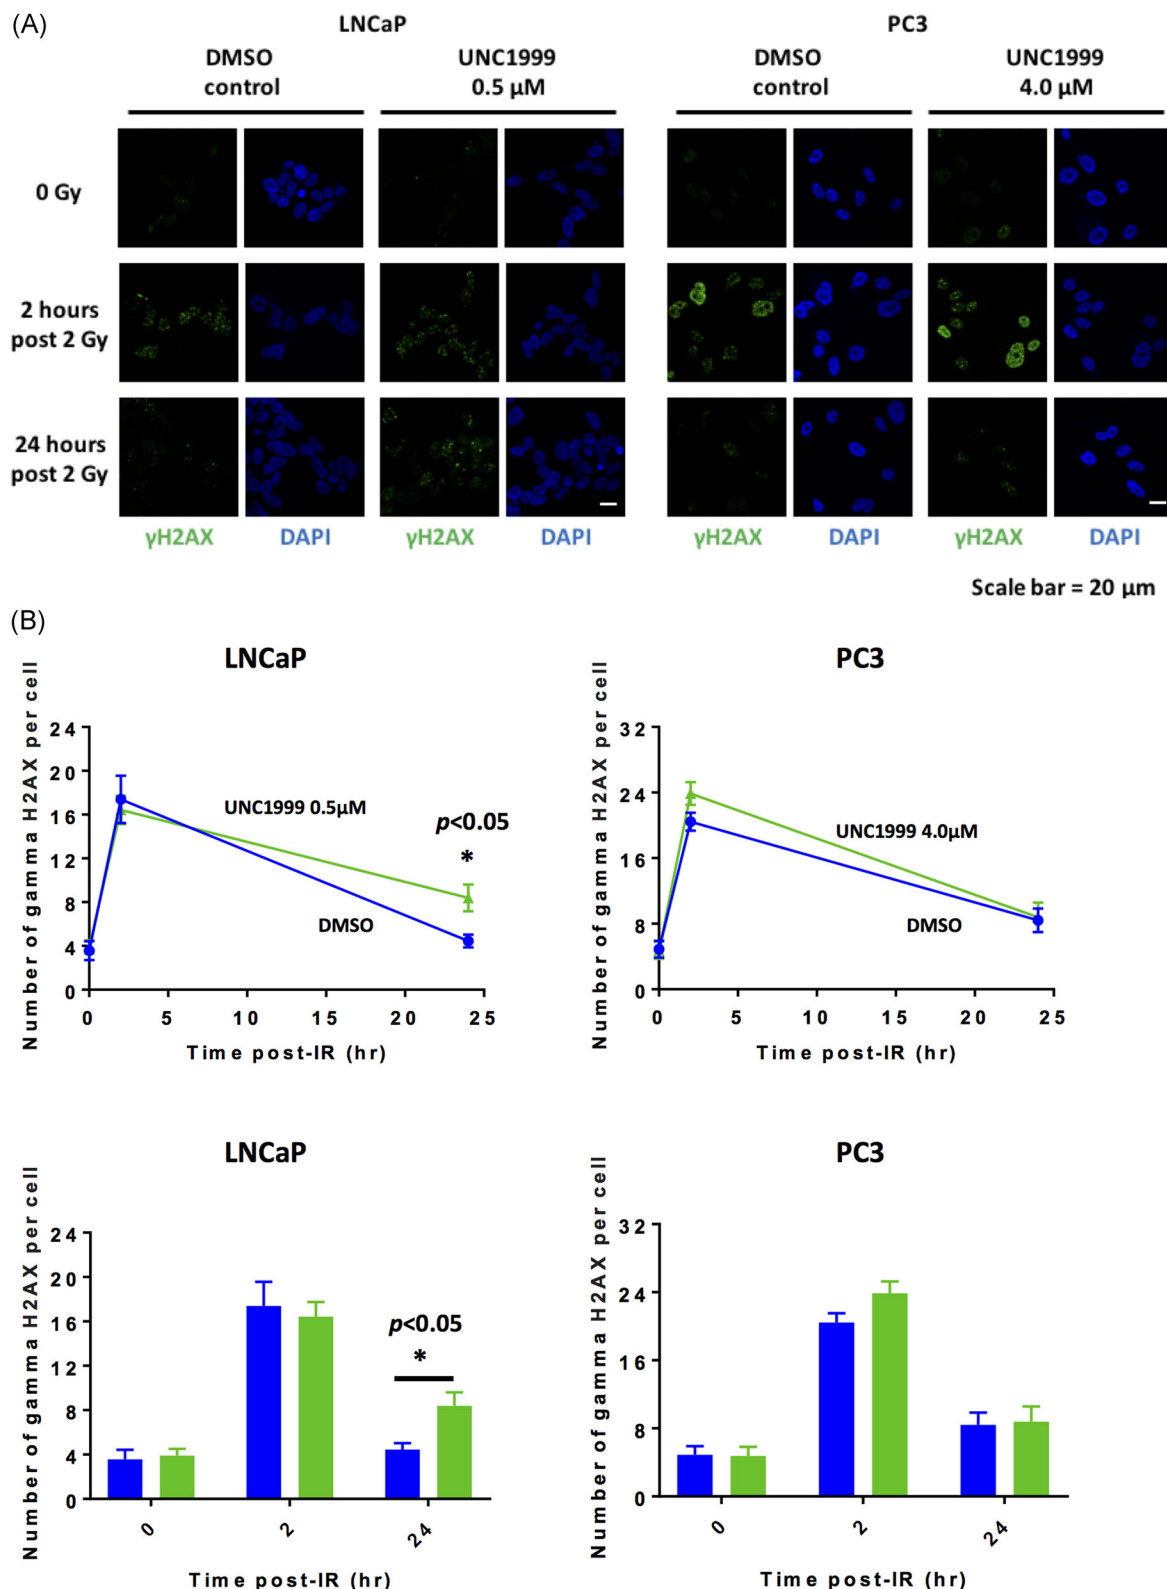 (A)
LNCaP PC3
DMSO UNC1999 DMSO UNC1999
control 0.5 μM control 4.0 μM
0 Gy
2 hours
post 2 Gy
24 hours
post 2 Gy
γH2AX DAPI γH2AX DAPI γH2AX DAPI γH2AX DAPI
Scale bar = 20 μm
(B)
LNCaP
Number of gamma H2AX per cell
24
20
16
12
8
4
0
UNC1999 0.5μM
p<0.05
*
DMSO
0 5 10 15 20 25
Time post-IR (hr)
PC3
Number of gamma H2AX per cell
32
24
16
8
0
UNC1999 4.0μM
DMSO
0 5 10 15 20 25
Time post-IR (hr)
LNCaP
Number of gamma H2AX per cell
24
20
16
12
8
4
0
p<0.05
*
0 2 24
Time post-IR (hr)
PC3
Number of gamma H2AX per cell
32
24
16
8
0
0 2 24
Time post-IR (hr)